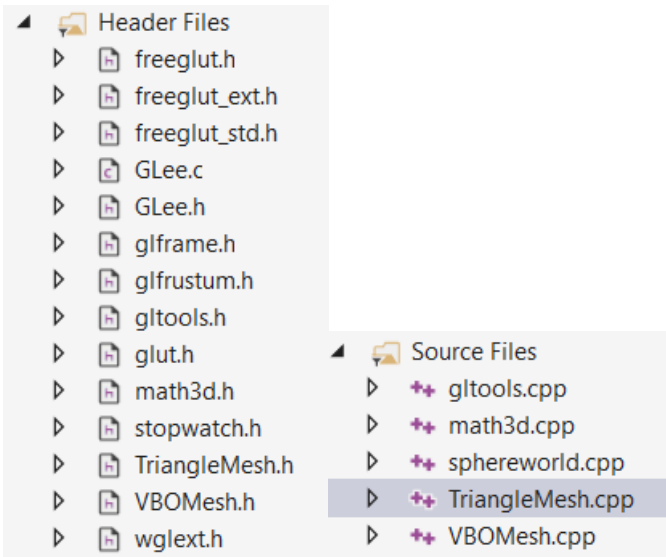 Header Files
freeglut.h
freeglut_ext.h
freeglut_std.h
GLee.c
GLee.h
glframe.h
glfrustum.h
gltools.h
glut.h
math3d.h
stopwatch.h
TriangleMesh.h
VBOMesh.h
wglext.h
Source Files
gltools.cpp
math3d.cpp
sphereworld.cpp
TriangleMesh.cpp
VBOMesh.cpp